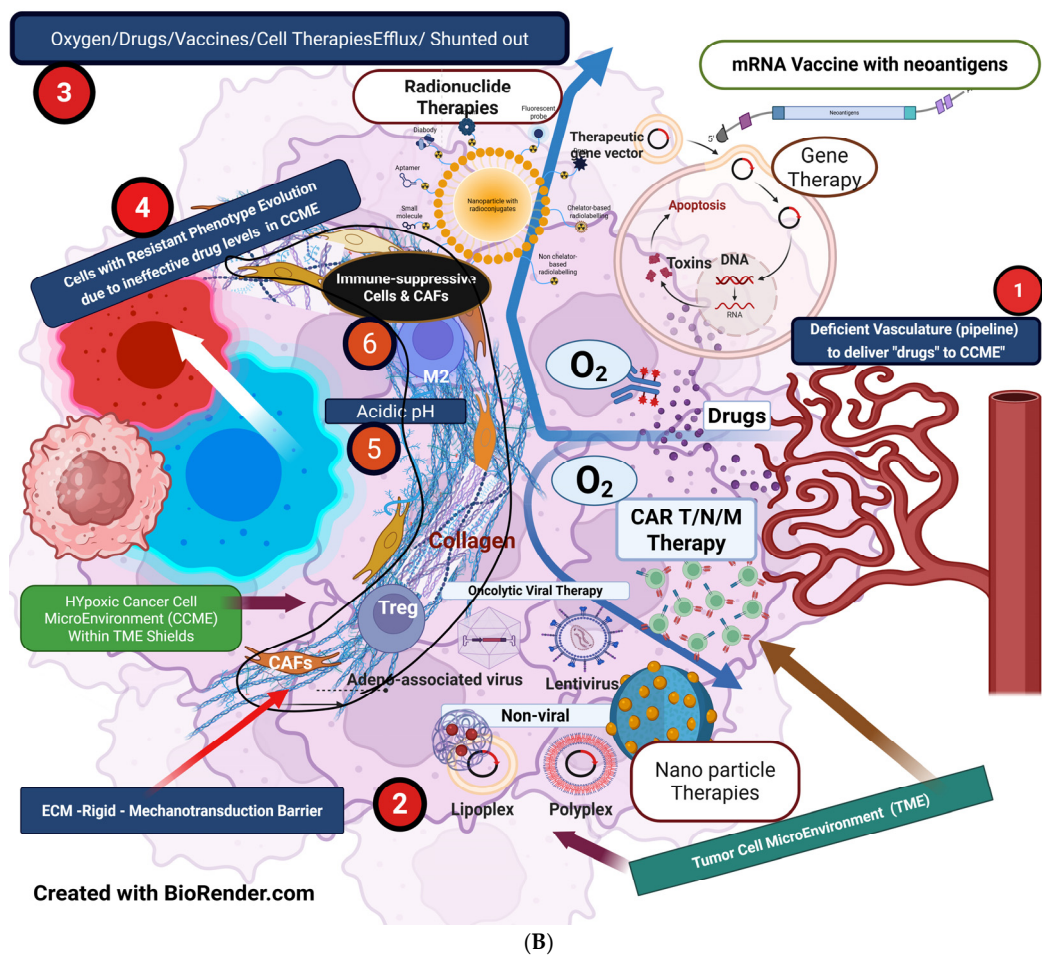 Oxygen/Drugs/Vaccines/Cell TherapiesEfflux/ Shunted out
3
Radionuclide
Therapies
mRNA Vaccine with neoantigens
Neoantigens
5'
Fluorescent
probe
Diabody
Aptamer
Small
molecule
Nanoparticle with
radioconjugates
Chelator-based
radiolabelling
Non chelator-
based
radiolabelling
Therapeutic
gene vector
Gene
Therapy
Apoptosis
Toxins
DNA
RNA
4
Cells with Resistant Phenotype Evolution
due to ineffective drug levels in CCME
Immune-suppressive
Cells & CAFs
6
M2
Acidic pH
5
1
Deficient Vasculature (pipeline)
to deliver "drugs" to CCME"
O2
Drugs
O2
CAR T/N/M
Therapy
Collagen
HYpoxic Cancer Cell
MicroEnvironment (CCME)
Within TME Shields
Treg
Oncolytic Viral Therapy
CAFs
Adeno-associated virus
Lentivirus
Non-viral
ECM -Rigid - Mechanotransduction Barrier
2
Lipoplex
Polyplex
Nano particle
Therapies
Tumor Cell MicroEnvironment (TME)
Created with BioRender.com
(B)